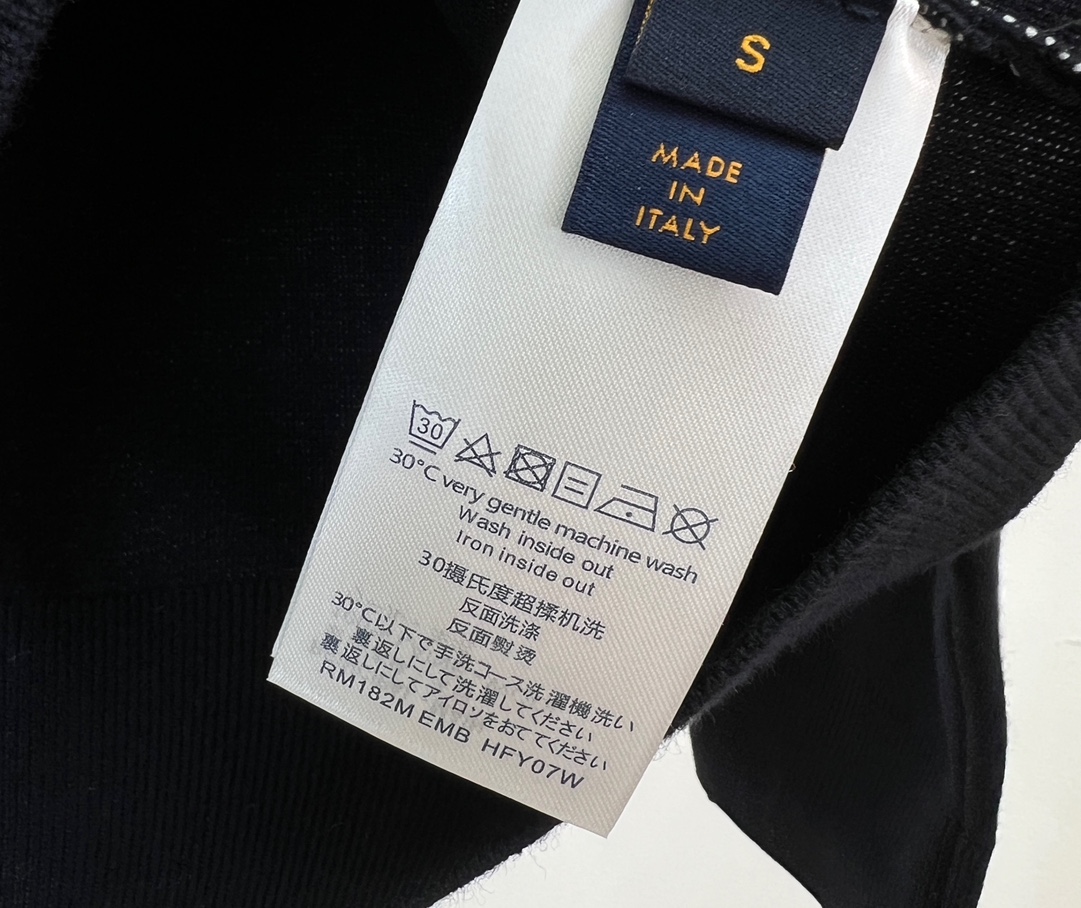 S
MADE
IN
ITALY
30
30°C very gentle machine wash
Wash inside out
Iron inside out
30摄氏度超揉机洗
反面洗涤
反面熨烫
30°C以下で手洗コース洗濯機洗い
裏返しにして洗濯してください
裏返しにしてアイロンをおててください
RM182M EMB HFY07W